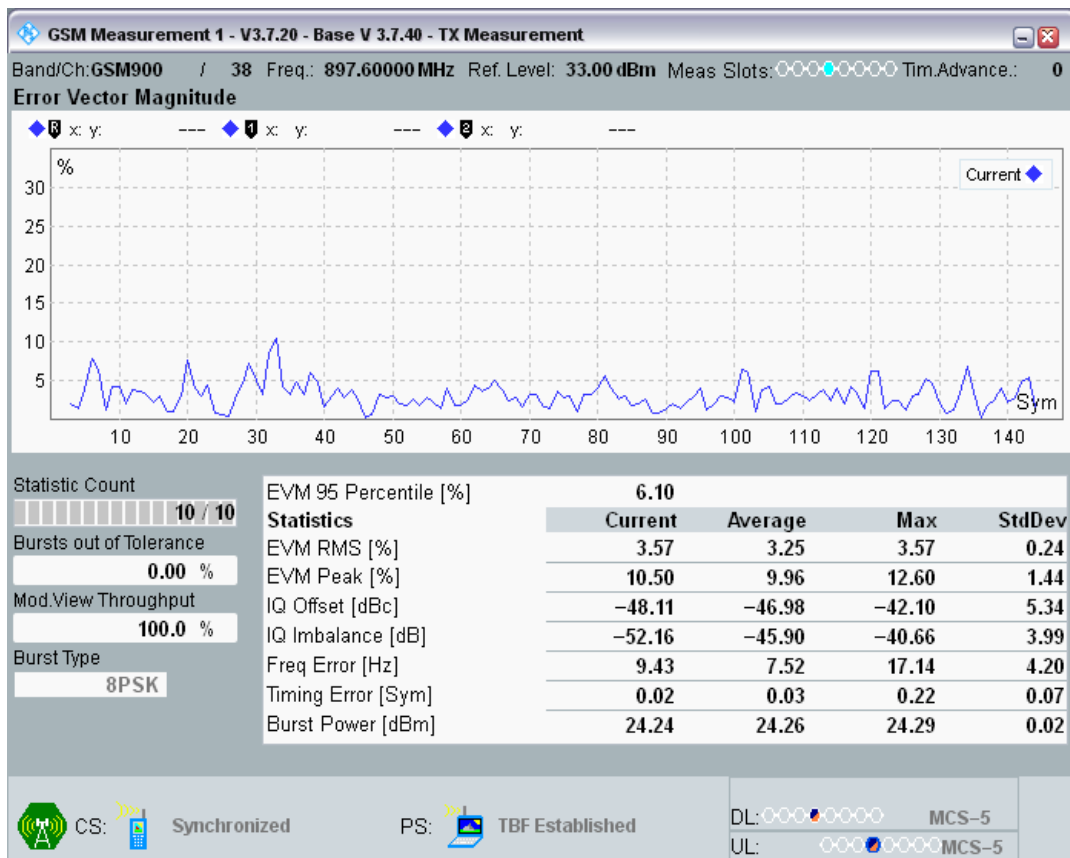 GSM Measurement 1 - V3.7.20 - Base V 3.7.40 - TX Measurement
Band/Ch:GSM900 / 38 Freq.: 897.60000 MHz Ref. Level: 33.00 dBm Meas Slots: Tim.Advance.: 0
Error Vector Magnitude
R x: y: --- 1 x: y: --- 2 x: y: ---
%
Current
30
25
20
15
10
5
Sym
10 20 30 40 50 60 70 80 90 100 110 120 130 140
Statistic Count
10 / 10
Bursts out of Tolerance
0.00 %
Mod.View Throughput
100.0 %
Burst Type
8PSK
EVM 95 Percentile [%] 6.10
Statistics Current Average Max StdDev
EVM RMS [%] 3.57 3.25 3.57 0.24
EVM Peak [%] 10.50 9.96 12.60 1.44
IQ Offset [dBc] −48.11 −46.98 −42.10 5.34
IQ Imbalance [dB] −52.16 −45.90 −40.66 3.99
Freq Error [Hz] 9.43 7.52 17.14 4.20
Timing Error [Sym] 0.02 0.03 0.22 0.07
Burst Power [dBm] 24.24 24.26 24.29 0.02
CS: Synchronized PS: TBF Established
DL: MCS−5
UL: MCS−5